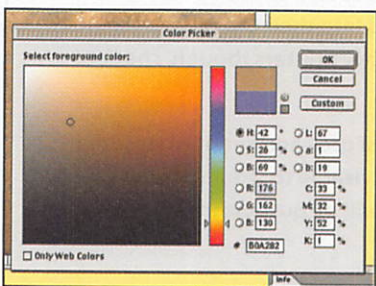 Color Picker
Select foreground color:
OK
Cancel
Custom
H: 42 °
S: 26 %
B: 69 %
R: 176
G: 162
B: 130
# B0A282
L: 67
a: 1
b: 19
C: 33 %
M: 32 %
Y: 52 %
K: 1 %
Only Web Colors
Info